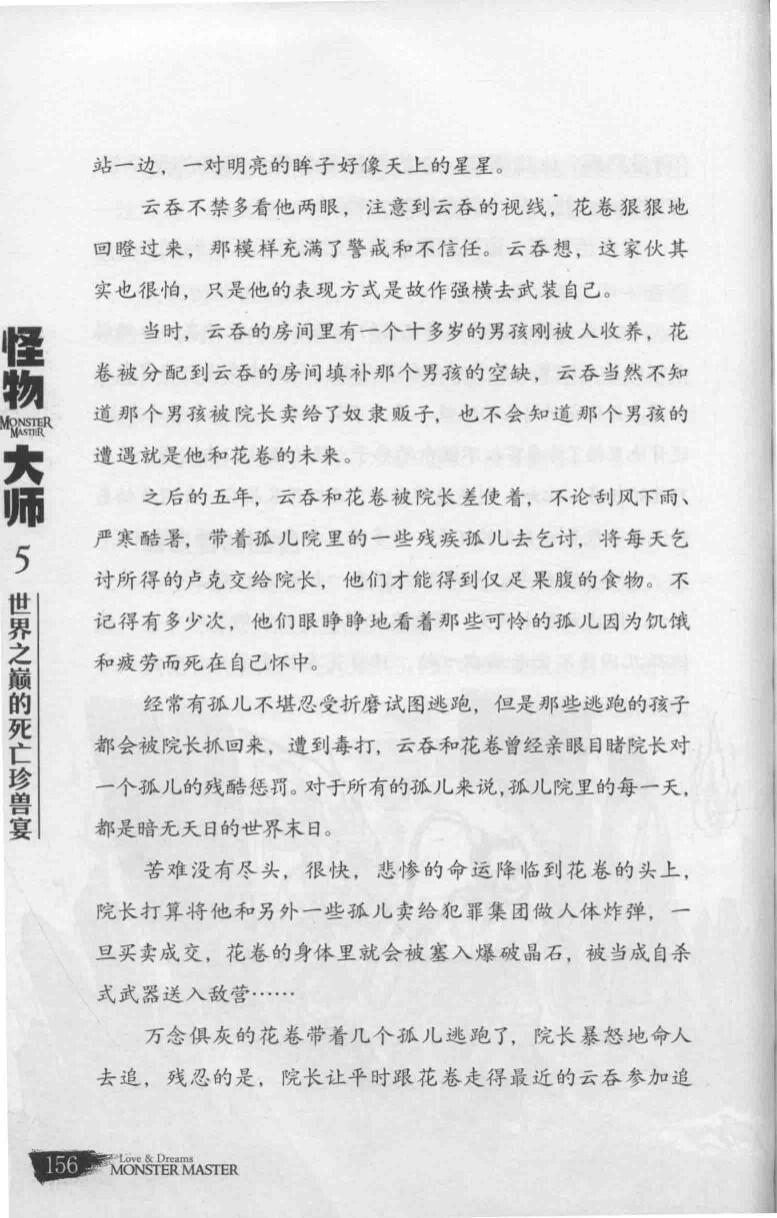 站一边，一对明亮的眸子好像天上的星星。
云吞不禁多看他两眼，注意到云吞的视线，花卷狠狠地
回瞪过来，那模样充满了警戒和不信任。云吞想，这家伙其
实也很怕，只是他的表现方式是故作强横去武装自己。
当时，云吞的房间里有一个十多岁的男孩刚被人收养，花
卷被分配到云吞的房间填补那个男孩的空缺，云吞当然不知
道那个男孩被院长卖给了奴隶贩子，也不会知道那个男孩的
遭遇就是他和花卷的未来。
之后的五年，云吞和花卷被院长差使着，不论刮风下雨、
严寒酷暑，带着孤儿院里的一些残疾孤儿去乞讨，将每天乞
讨所得的卢克交给院长，他们才能得到仅足果腹的食物。不
记得有多少次，他们眼睁睁地看着那些可怜的孤儿因为饥饿
和疲劳而死在自己怀中。
经常有孤儿不堪忍受折磨试图逃跑，但是那些逃跑的孩子
都会被院长抓回来，遭到毒打，云吞和花卷曾经亲眼目睹院长对
一个孤儿的残酷惩罚。对于所有的孤儿来说，孤儿院里的每一天，
都是暗无天日的世界末日。
苦难没有尽头，很快，悲惨的命运降临到花卷的头上，
院长打算将他和另外一些孤儿卖给犯罪集团做人体炸弹，一
旦买卖成交，花卷的身体里就会被塞入爆破晶石，被当成自杀
式武器送入敌营……
万念俱灰的花卷带着几个孤儿逃跑了，院长暴怒地命人
去追，残忍的是，院长让平时跟花卷走得最近的云吞参加追
怪物
MONSTER
MASTER
大师
5
世界之巅的死亡珍兽宴
156
Love & Dreams
MONSTER MASTER